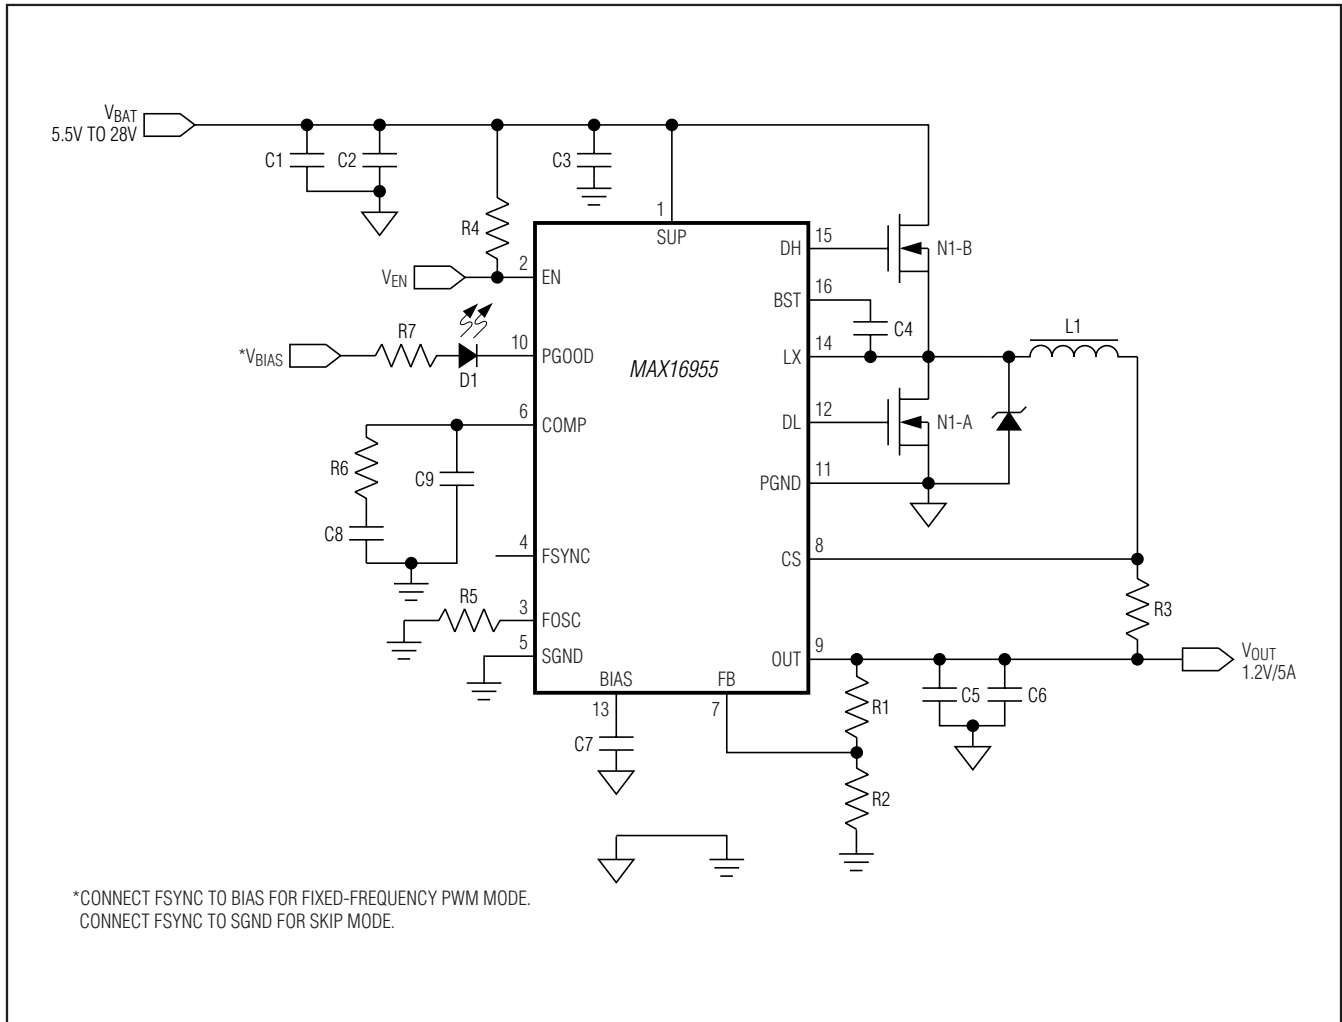 VBAT
5.5V TO 28V
C1
C2
C3
R4
1
SUP
DH
15
N1-B
VEN
2
EN
BST
16
C4
L1
*VBIAS
R7
D1
10
PGOOD
MAX16955
LX
14
6
COMP
DL
12
N1-A
R6
C9
PGND
11
C8
4
FSYNC
CS
8
R5
3
FOSC
R3
5
SGND
OUT
9
VOUT
1.2V/5A
BIAS
FB
13
7
R1
C5
C6
C7
R2
*CONNECT FSYNC TO BIAS FOR FIXED-FREQUENCY PWM MODE.
CONNECT FSYNC TO SGND FOR SKIP MODE.